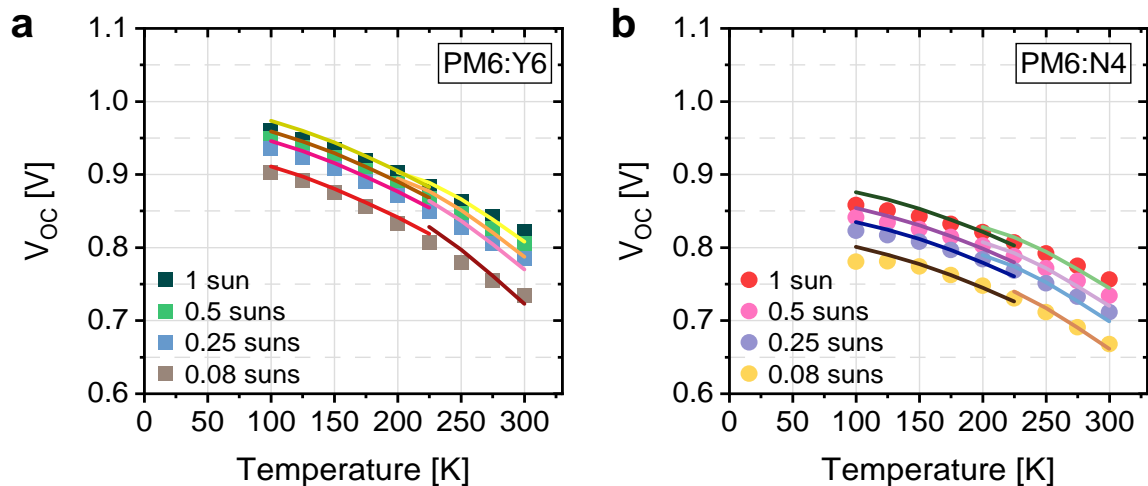 a
PM6:Y6
V_OC [V]
1.1
1.0
0.9
0.8
0.7
0.6
1 sun
0.5 suns
0.25 suns
0.08 suns
0 50 100 150 200 250 300
Temperature [K]
b
PM6:N4
V_OC [V]
1.1
1.0
0.9
0.8
0.7
0.6
1 sun
0.5 suns
0.25 suns
0.08 suns
0 50 100 150 200 250 300
Temperature [K]